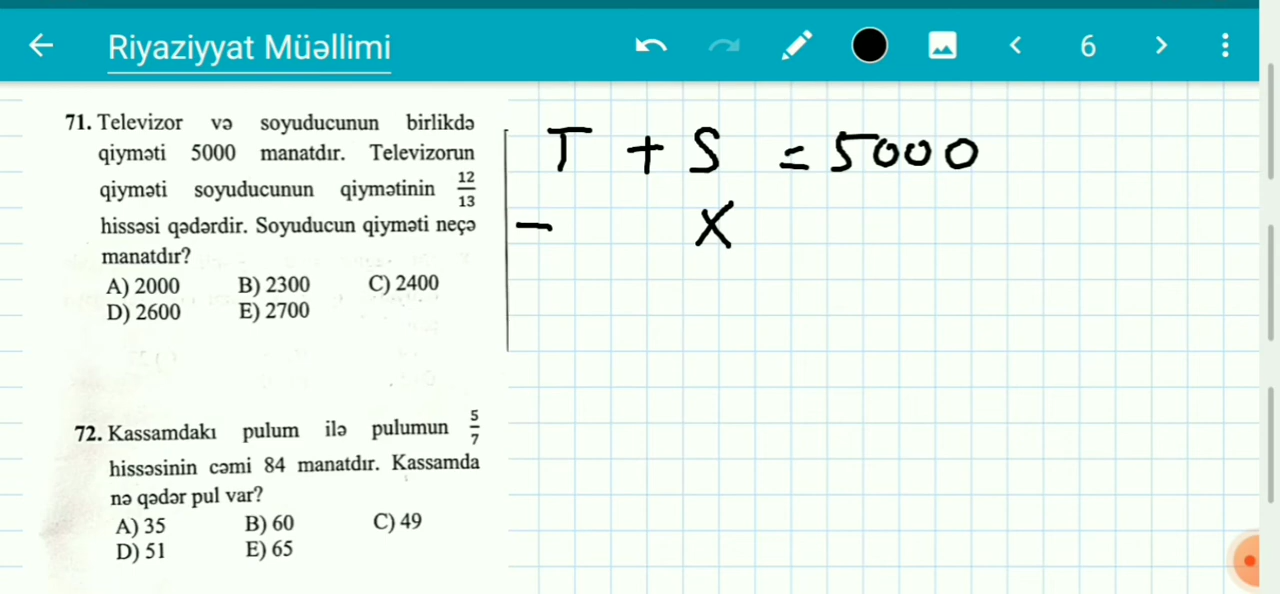 Riyaziyyat Müəllimi
6
71. Televizor və soyuducunun birlikdə
qiyməti 5000 manatdır. Televizorun
qiyməti soyuducunun qiymətinin 12/13
hissəsi qədərdir. Soyuducun qiyməti neçə
manatdır?
A) 2000 B) 2300 C) 2400
D) 2600 E) 2700
72. Kassamdakı pulum ilə pulumun 5/7
hissəsinin cəmi 84 manatdır. Kassamda
nə qədər pul var?
A) 35 B) 60 C) 49
D) 51 E) 65
T + S = 5000
- X